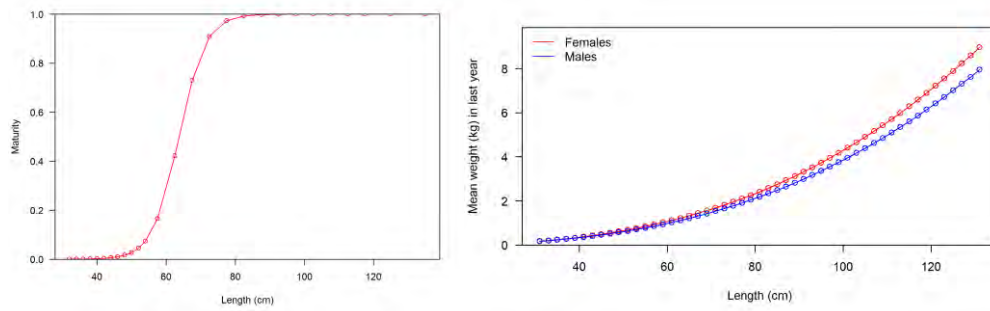 1.0
0.8
0.6
0.4
0.2
0.0
Maturity
40 60 80 100 120
Length (cm)
Females
Males
8
6
4
2
0
Mean weight (kg) in last year
40 60 80 100 120
Length (cm)